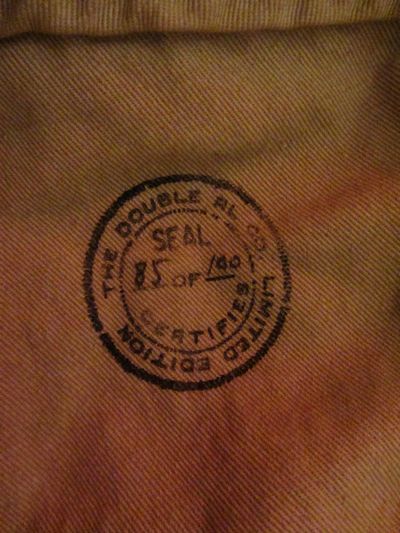 THE DOUBLE RL CO. LIMITED EDITION
SEAL
85 OF 100
CERTIFIES